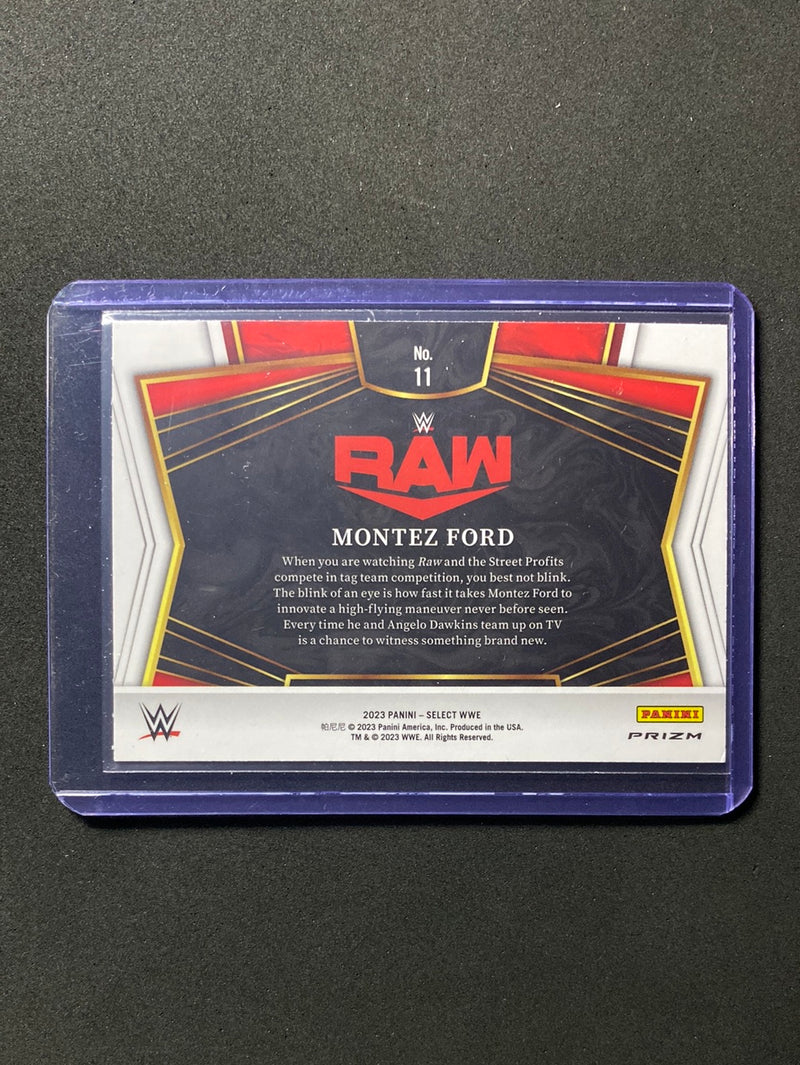 No.
11
W
RAW
MONTEZ FORD
When you are watching Raw and the Street Profits
compete in tag team competition, you best not blink.
The blink of an eye is how fast it takes Montez Ford to
innovate a high-flying maneuver never before seen.
Every time he and Angelo Dawkins team up on TV
is a chance to witness something brand new.
W
2023 PANINI – SELECT WWE
帕尼尼 © 2023 Panini America, Inc. Produced in the USA.
TM & © 2023 WWE. All Rights Reserved.
PANINI
PRIZM